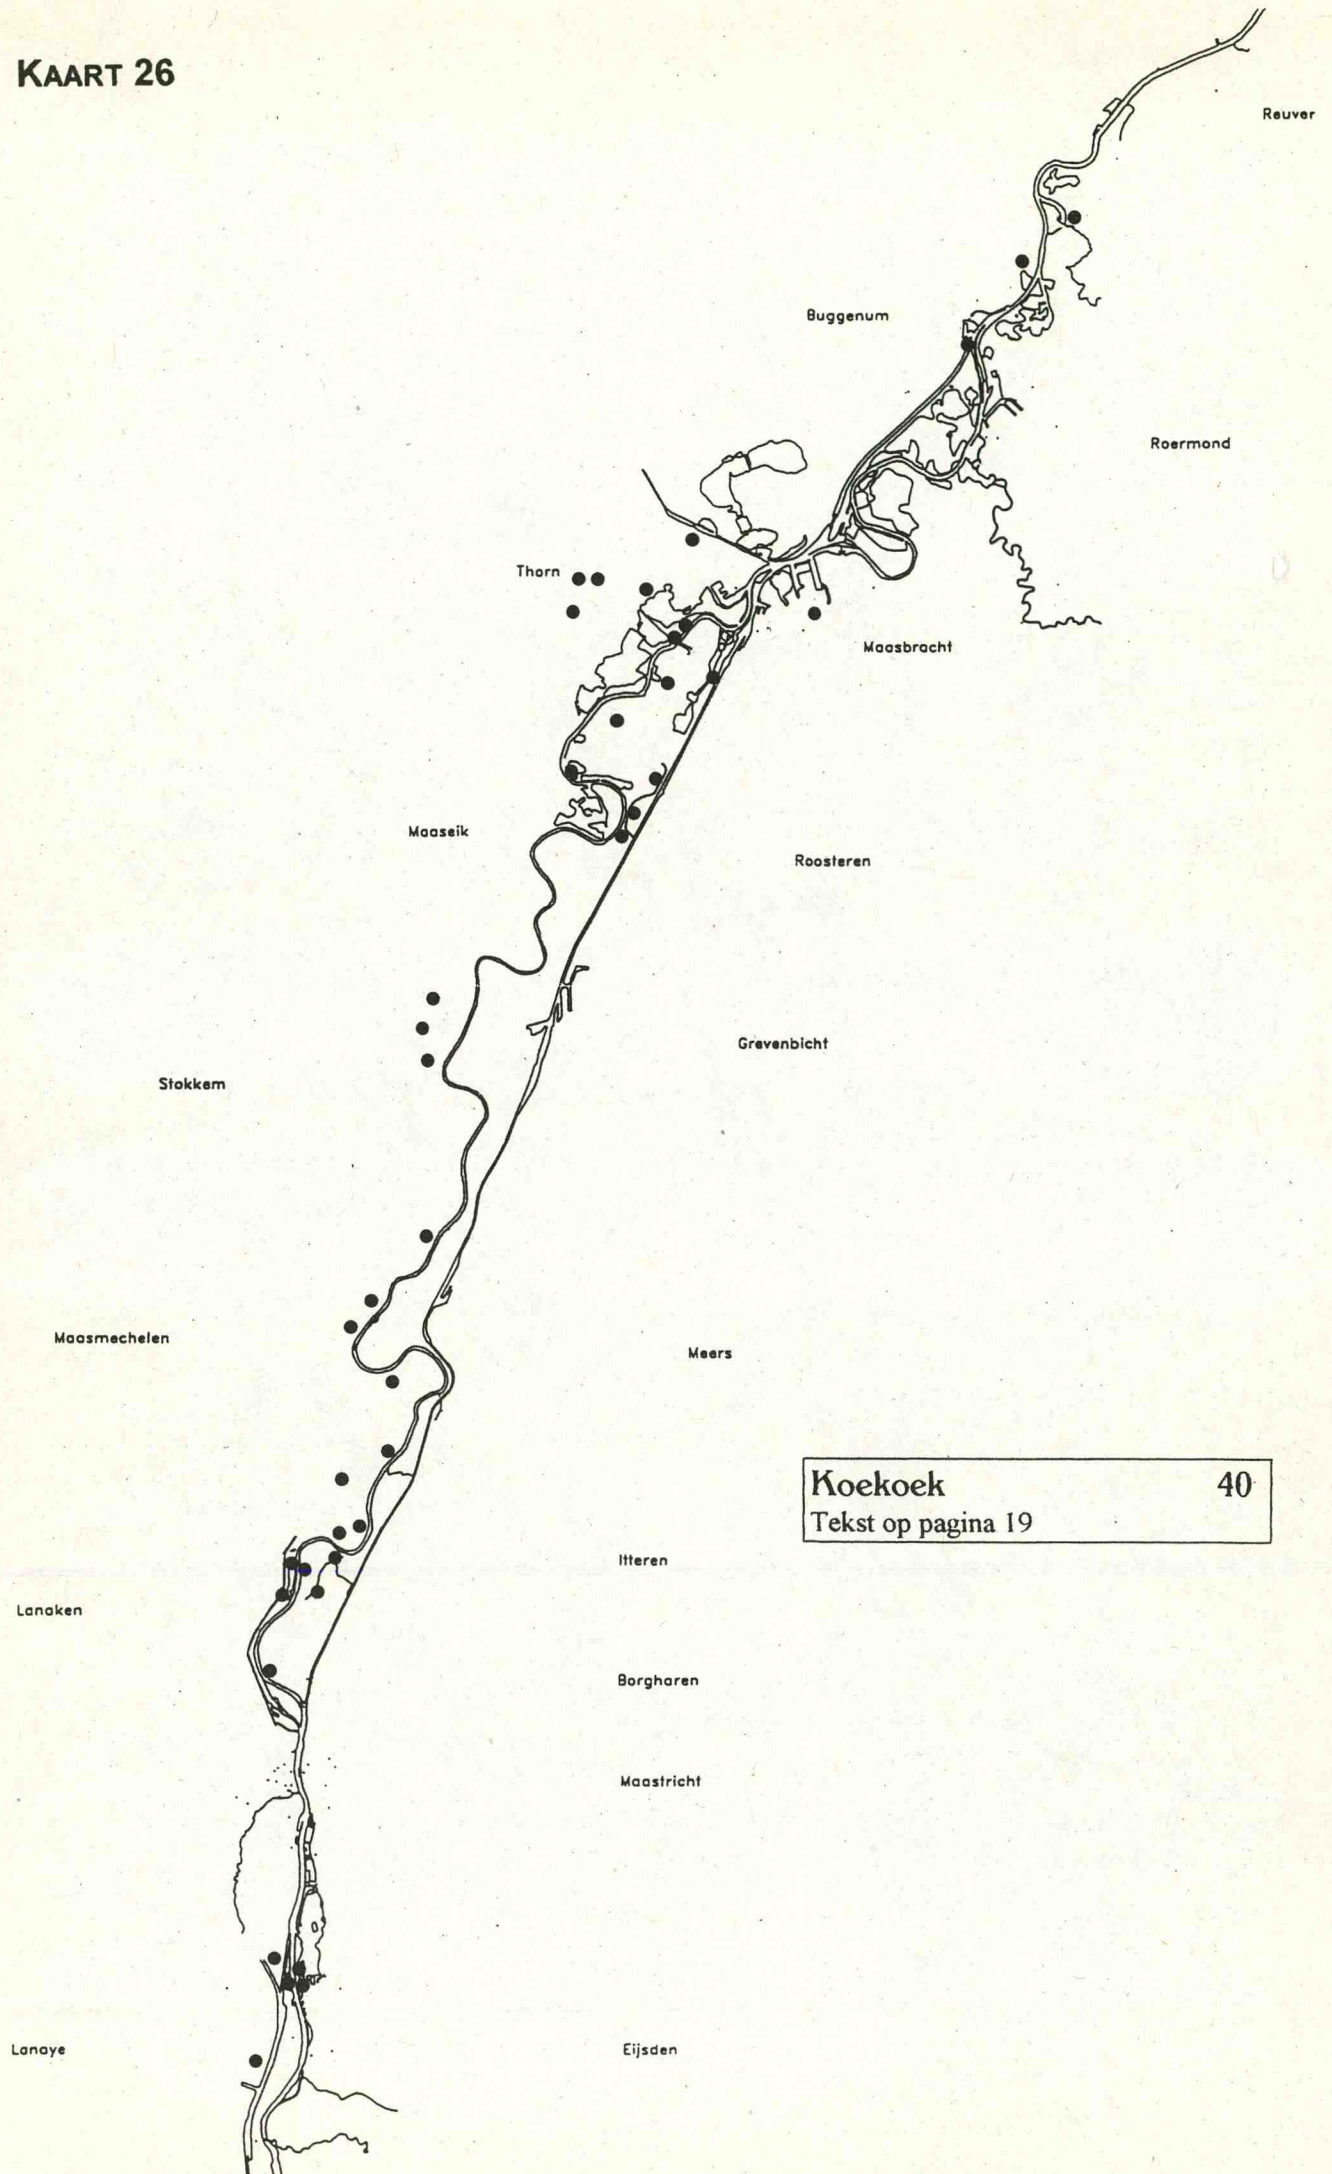 KAART 26
Reuver
Buggenum
Roermond
Thorn
Maasbracht
Maaseik
Roosteren
Grevenbicht
Stokkem
Maasmechelen
Meers
Koekoek 40
Tekst op pagina 19
Itteren
Lanaken
Borgharen
Maastricht
Lanaye
Eijsden